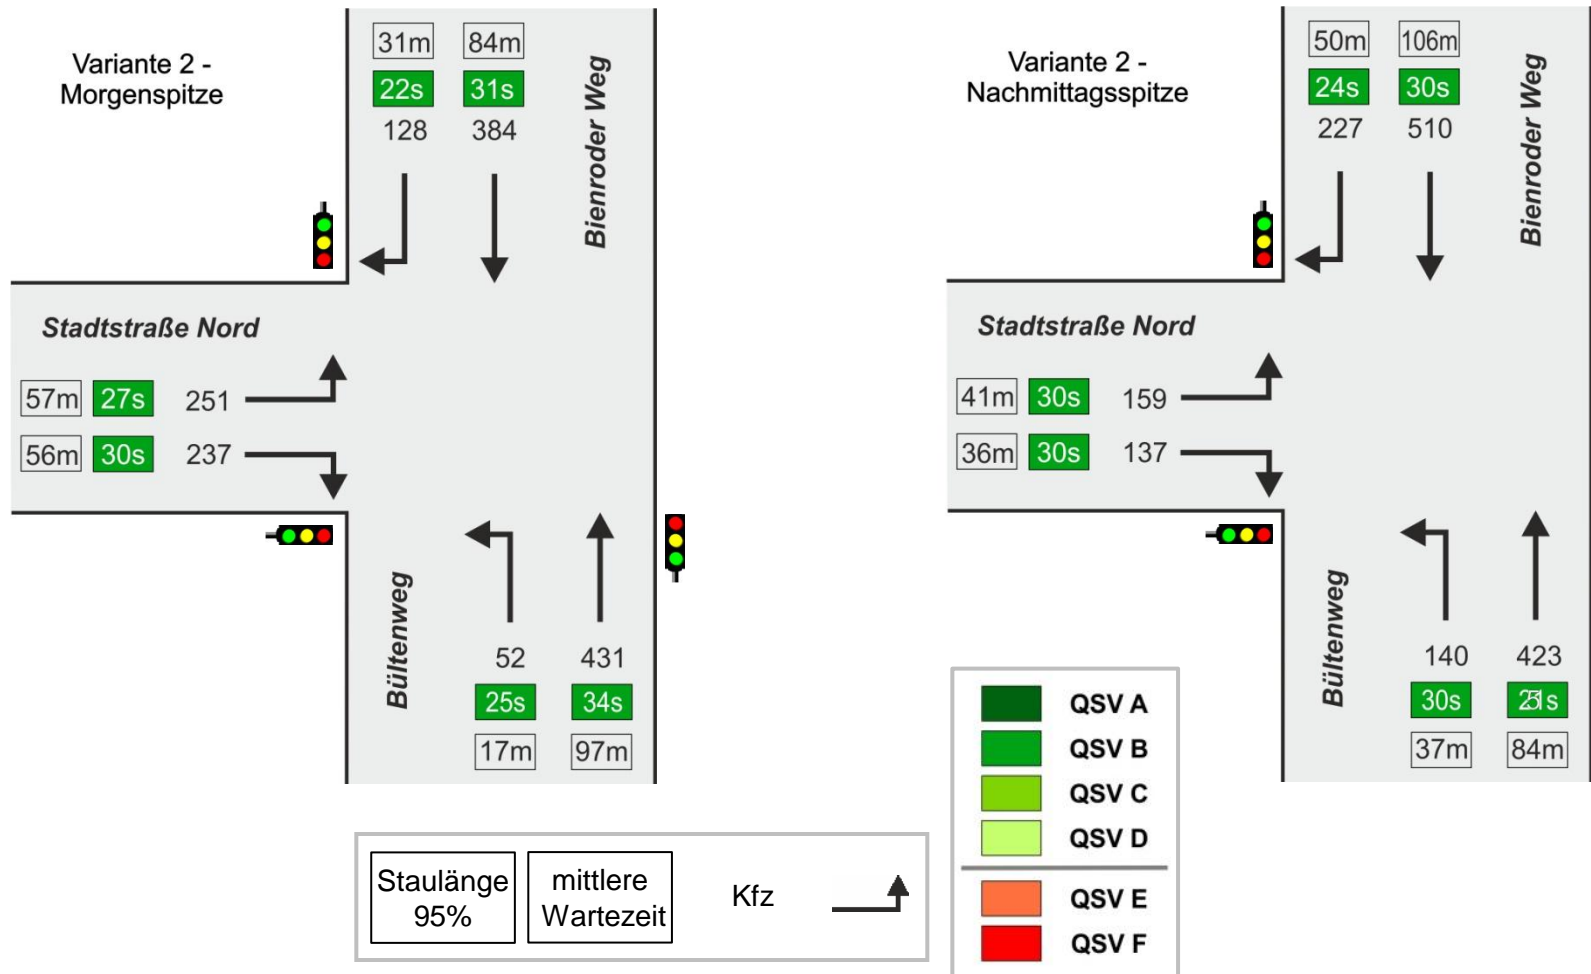 Variante 2 -
Morgenspitze
31m 84m
22s 31s
128 384
Bienroder Weg
Stadtstraße Nord
57m 27s 251
56m 30s 237
Bültenweg
52 431
25s 34s
17m 97m
Variante 2 -
Nachmittagsspitze
50m 106m
24s 30s
227 510
Bienroder Weg
Stadtstraße Nord
41m 30s 159
36m 30s 137
Bültenweg
140 423
30s
37m 84m
QSV A
QSV B
QSV C
QSV D
QSV E
QSV F
Staulänge
95%
mittlere
Wartezeit
Kfz